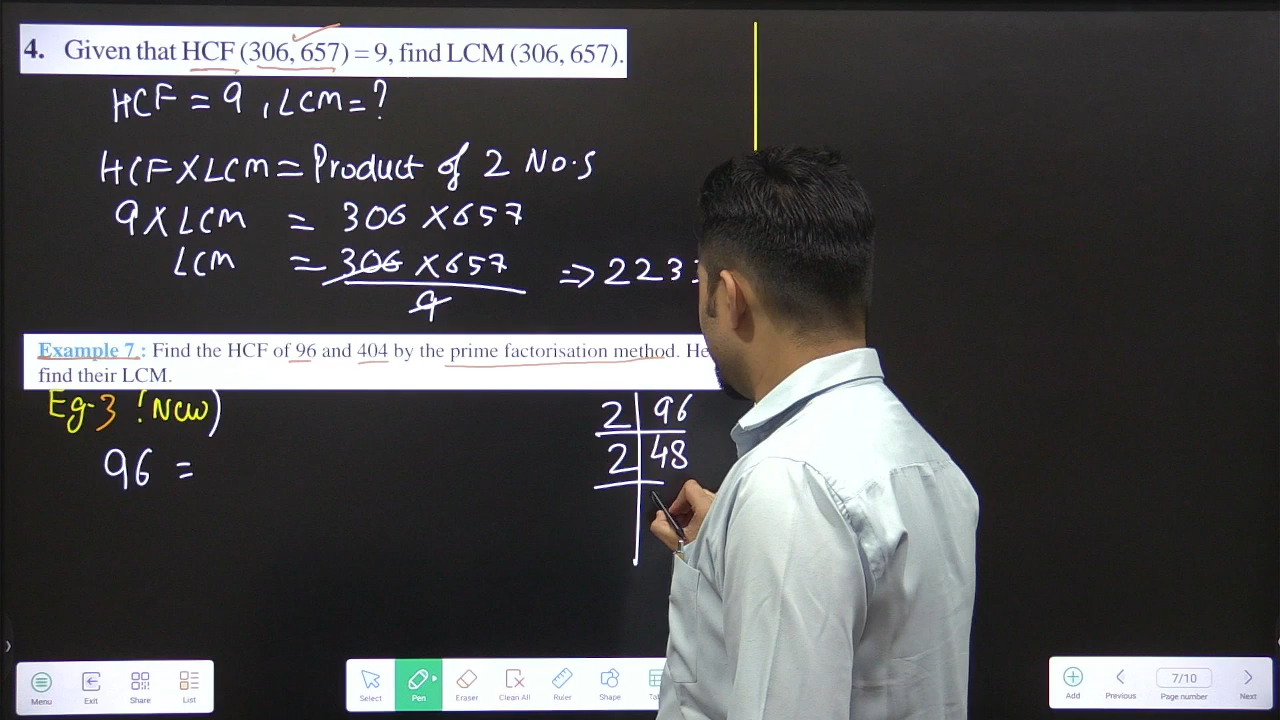 4. Given that HCF (306, 657) = 9, find LCM (306, 657).
HCF = 9 , LCM = ?
HCF X LCM = Product of 2 No.s
9 X LCM = 306 X 657
LCM = 306 X 657 => 223
9
Example 7 : Find the HCF of 96 and 404 by the prime factorisation method.
find their LCM.
Eg-3 (New)
96 =
2 96
2 48
Menu
Exit
Share
List
Select
Pen
Eraser
Clean All
Ruler
Shape
Add
Previous
7/10
Page number
Next